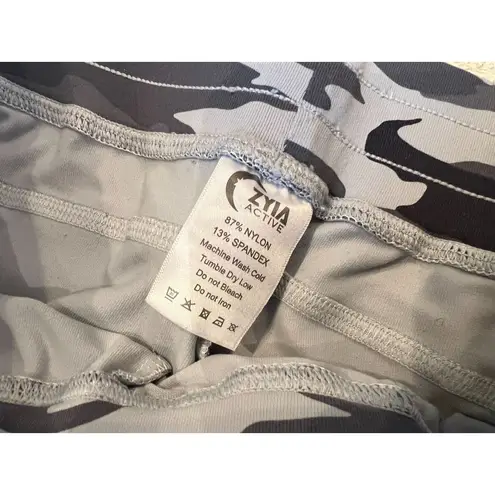 ZYIA
ACTIVE
87% NYLON
13% SPANDEX
Machine Wash Cold
Tumble Dry Low
Do not Bleach
Do not Iron